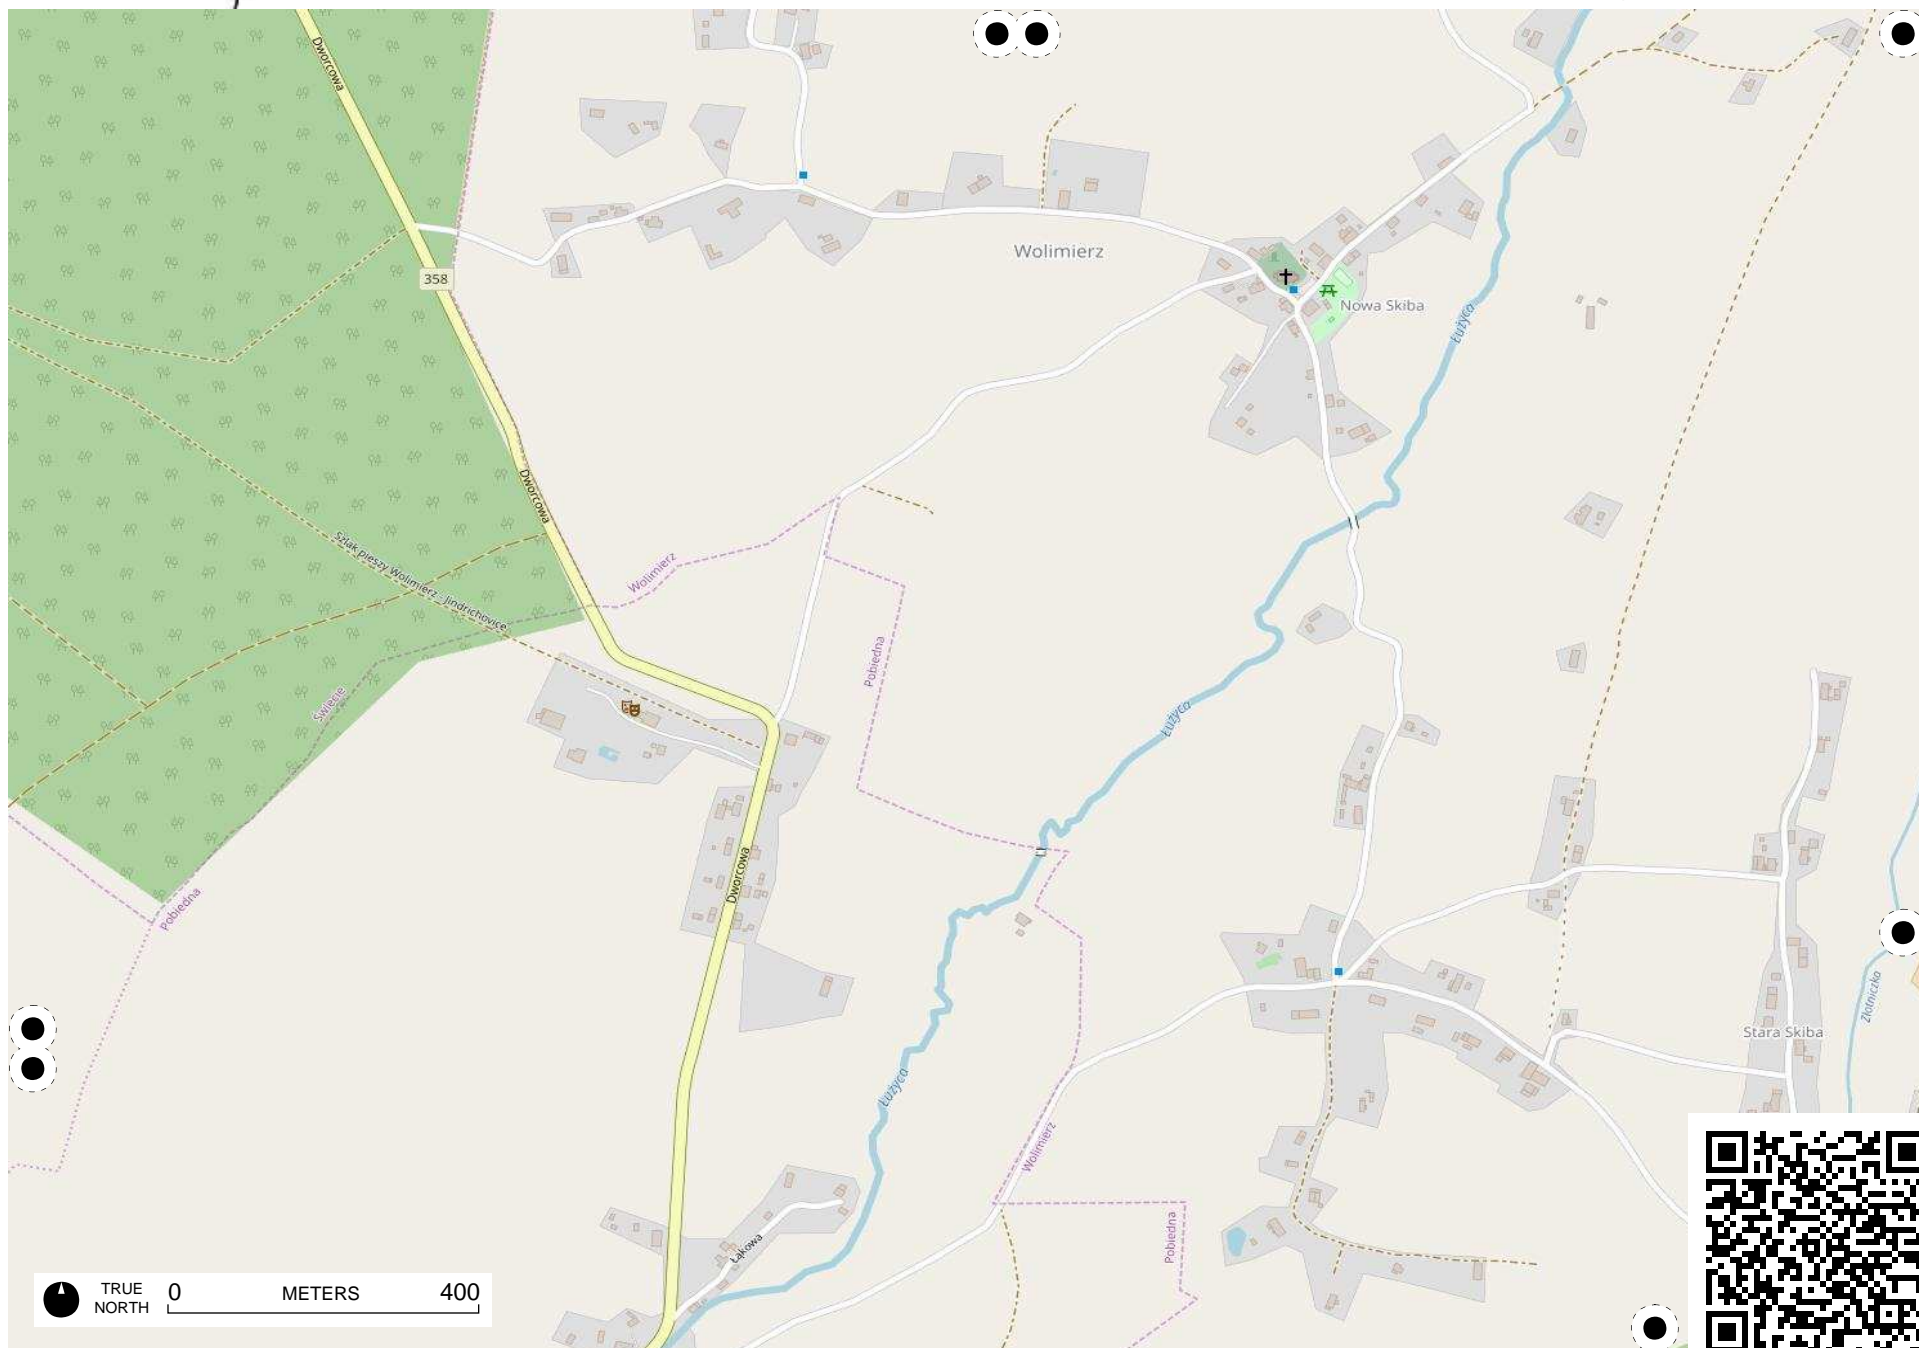 Dworcowa
358
Wolimierz
Nowa Skiba
Łużyca
Dworcowa
Szlak pieszy Wolimierz - Jindrichovice
Wolimierz
Pobiedna
Świecie
Łużyca
Dworcowa
Pobiedna
Złotniczka
Stara Skiba
Łużyca
Wolimierz
Pobiedna
Łąkowa
TRUE
NORTH
0 METERS 400